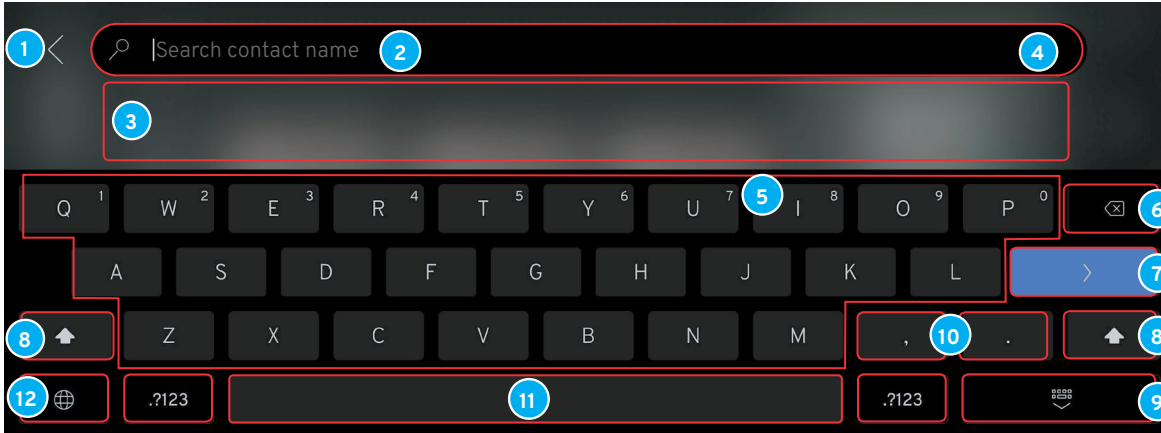 1 Search contact name 2 4
3
Q 1 W 2 E 3 R 4 T 5 Y 6 U 7 5 I 8 O 9 P 0 6
A S D F G H J K L 7
8 Z X C V B N M , 10 . 8
12 .?123 11 .?123 9